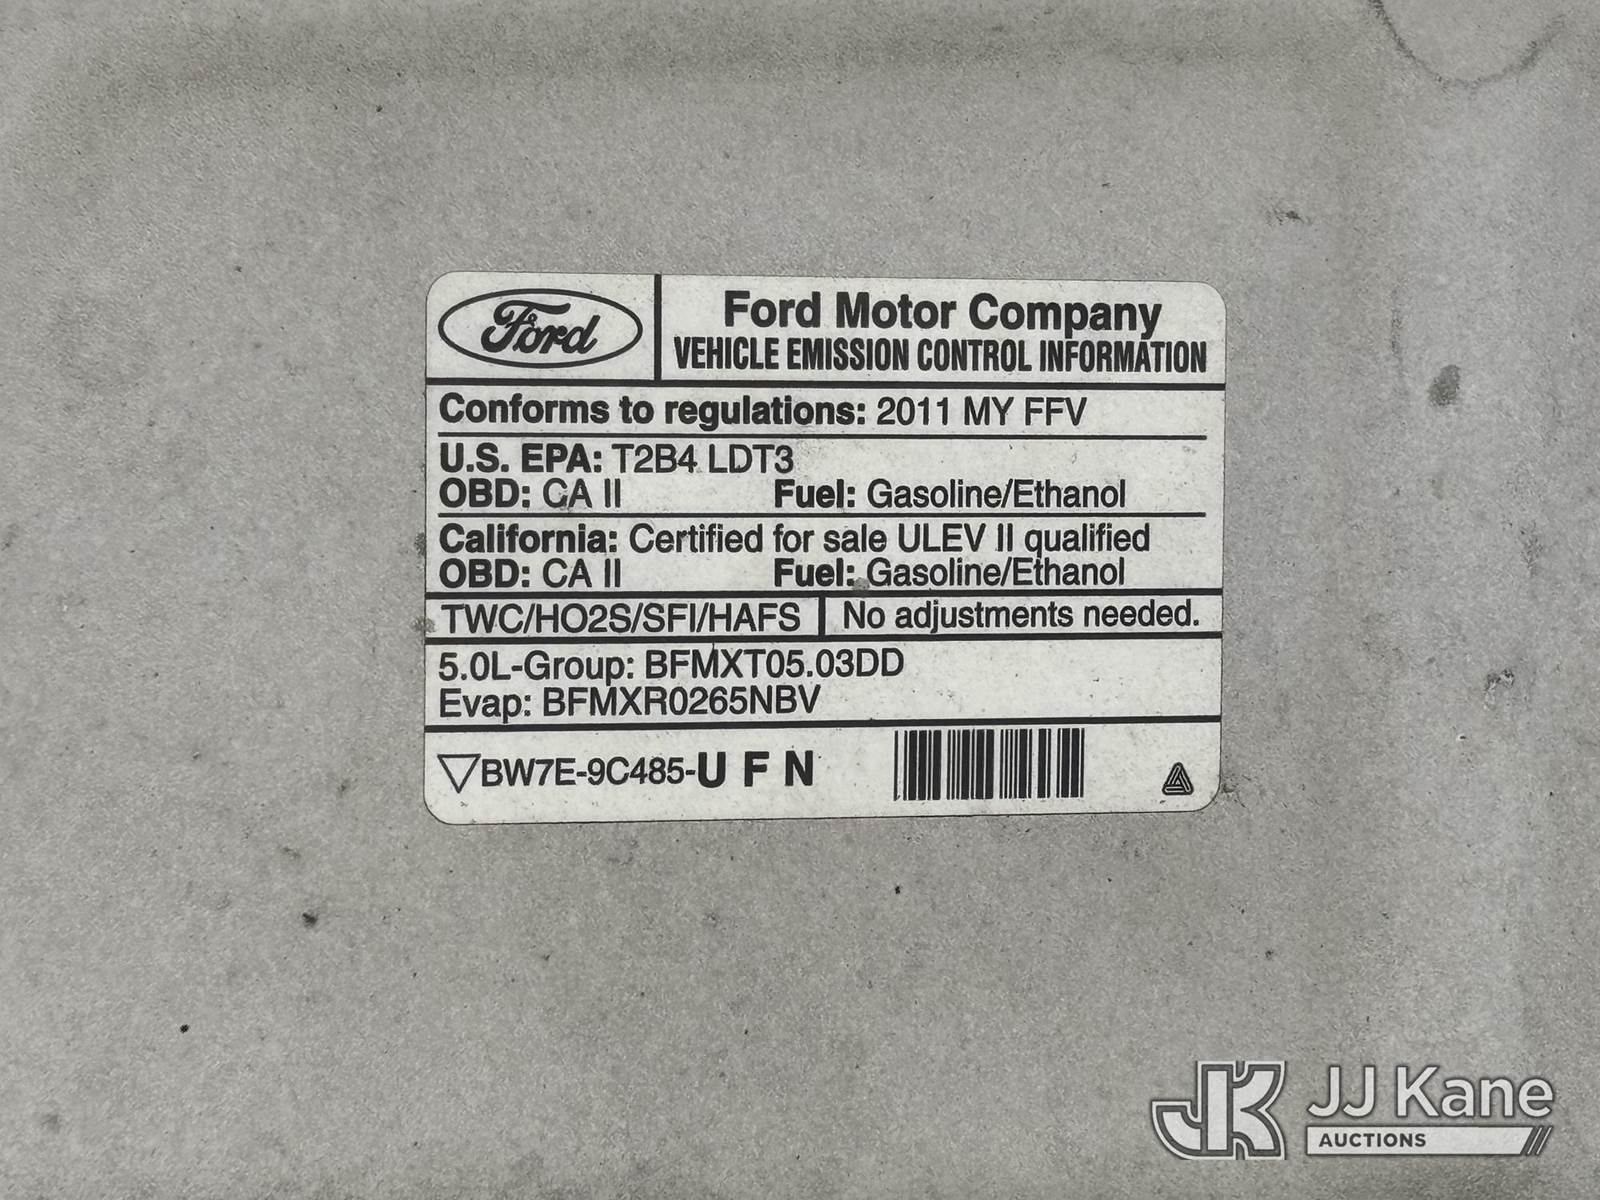 Ford
Ford Motor Company
VEHICLE EMISSION CONTROL INFORMATION
Conforms to regulations: 2011 MY FFV
U.S. EPA: T2B4 LDT3
OBD: CA II Fuel: Gasoline/Ethanol
California: Certified for sale ULEV II qualified
OBD: CA II Fuel: Gasoline/Ethanol
TWC/HO2S/SFI/HAFS No adjustments needed.
5.0L-Group: BFMXT05.03DD
Evap: BFMXR0265NBV
BW7E-9C485-U F N
JK JJ Kane
AUCTIONS